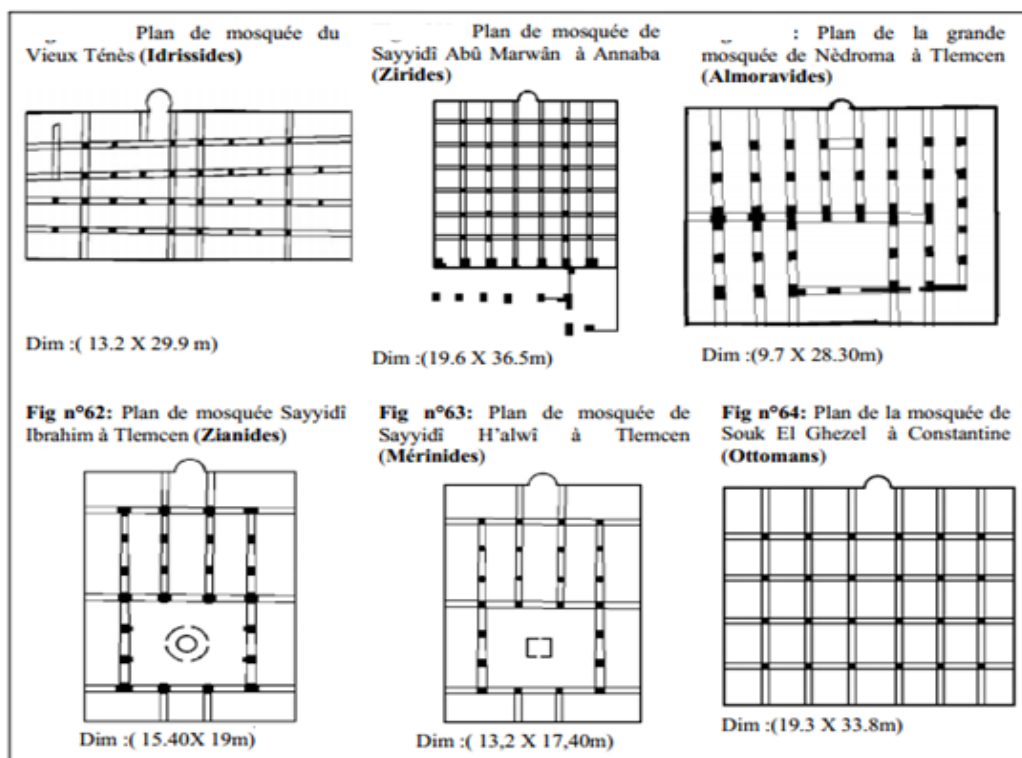 Plan de mosquée du
Vieux Ténès (Idrissides)
Plan de mosquée de
Sayyidî Abû Marwân à Annaba
(Zirides)
: Plan de la grande
mosquée de Nèdroma à Tlemcen
(Almoravides)
Dim :( 13.2 X 29.9 m)
Dim :(19.6 X 36.5m)
Dim :(9.7 X 28.30m)
Fig n°62: Plan de mosquée Sayyidî
Ibrahim à Tlemcen (Zianides)
Fig n°63: Plan de mosquée de
Sayyidî H’alwî à Tlemcen
(Mérinides)
Fig n°64: Plan de la mosquée de
Souk El Ghezel à Constantine
(Ottomans)
Dim :( 15.40X 19m)
Dim :( 13,2 X 17,40m)
Dim :(19.3 X 33.8m)